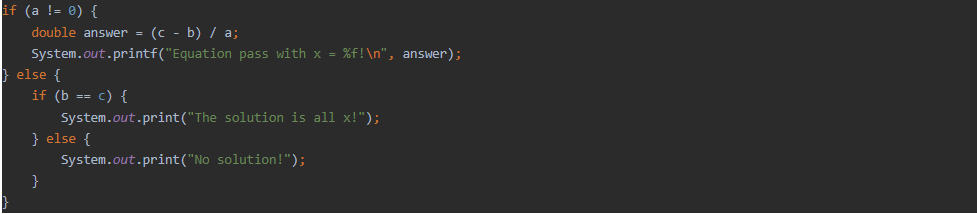 if (a != 0) {
    double answer = (c - b) / a;
    System.out.printf("Equation pass with x = %f!\n", answer);
} else {
    if (b == c) {
        System.out.print("The solution is all x!");
    } else {
        System.out.print("No solution!");
    }
}